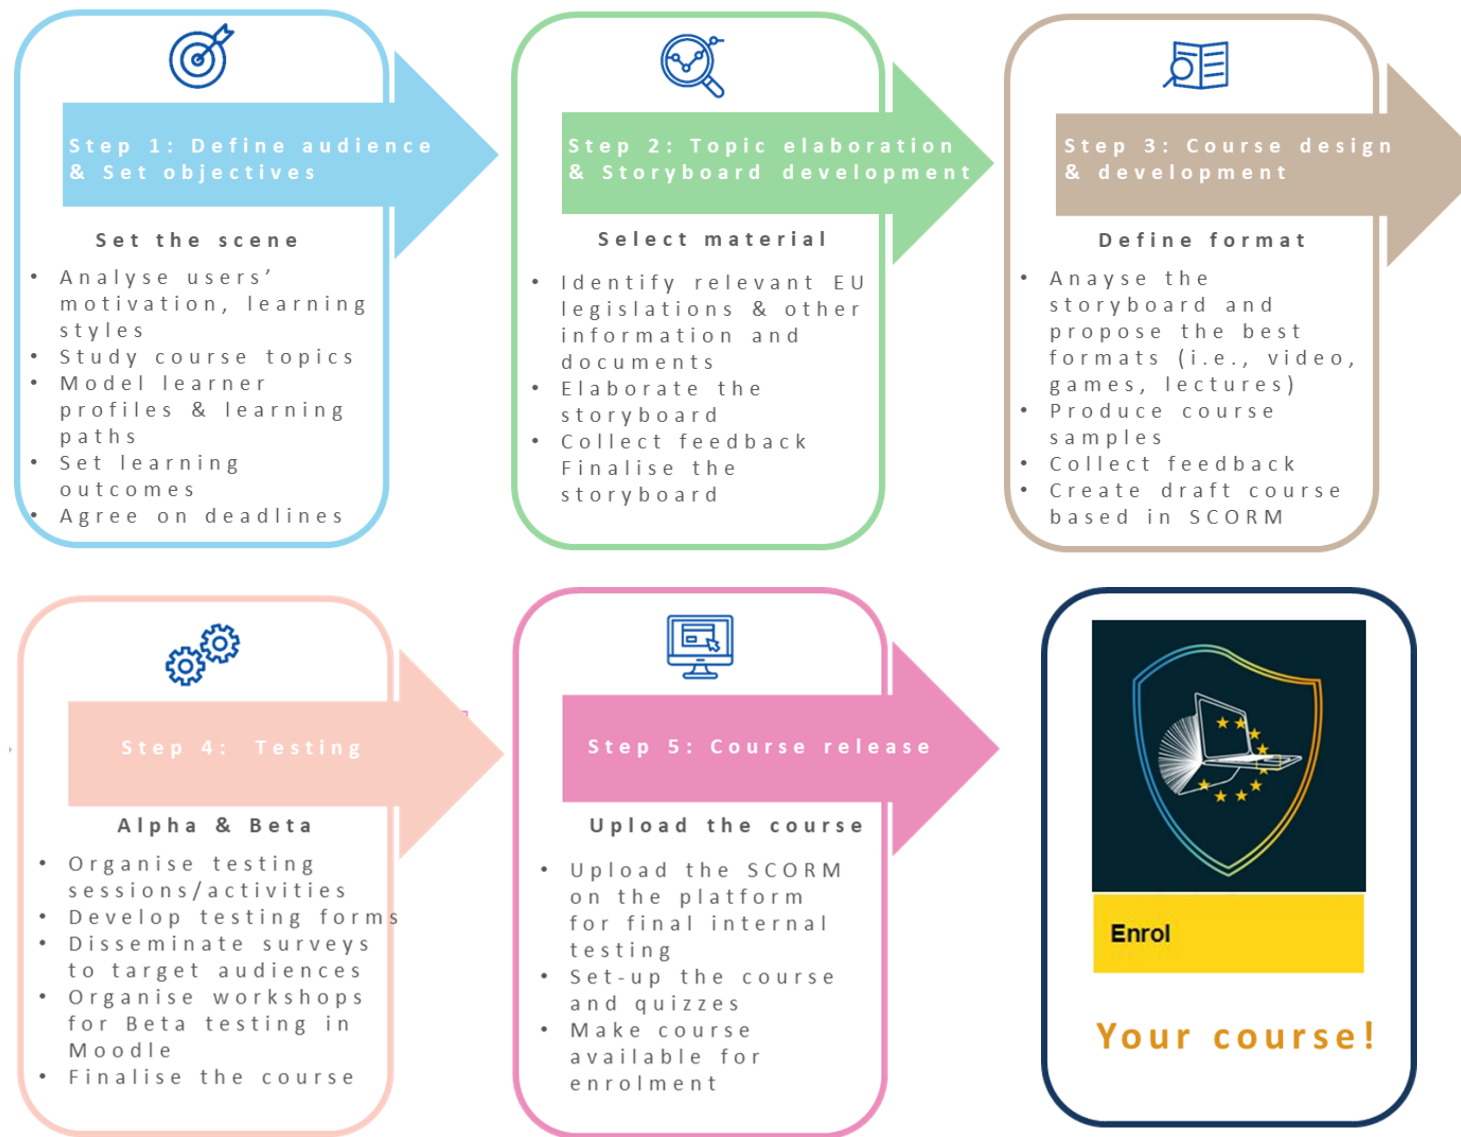 Step 1: Define audience
& Set objectives
Set the scene
• Analyse users’
motivation, learning
styles
• Study course topics
• Model learner
profiles & learning
paths
• Set learning
outcomes
• Agree on deadlines
Step 2: Topic elaboration
& Storyboard development
Select material
• Identify relevant EU
legislations & other
information and
documents
• Elaborate the
storyboard
• Collect feedback
Finalise the
storyboard
Step 3: Course design
& development
Define format
• Anayse the
storyboard and
propose the best
formats (i.e., video,
games, lectures)
• Produce course
samples
• Collect feedback
• Create draft course
based in SCORM
Step 4: Testing
Alpha & Beta
• Organise testing
sessions/activities
• Develop testing forms
• Disseminate surveys
to target audiences
• Organise workshops
for Beta testing in
Moodle
• Finalise the course
Step 5: Course release
Upload the course
• Upload the SCORM
on the platform
for final internal
testing
• Set-up the course
and quizzes
• Make course
available for
enrolment
Enrol
Your course!